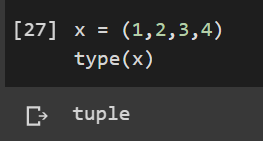 [27] x = (1,2,3,4)
type(x)
tuple